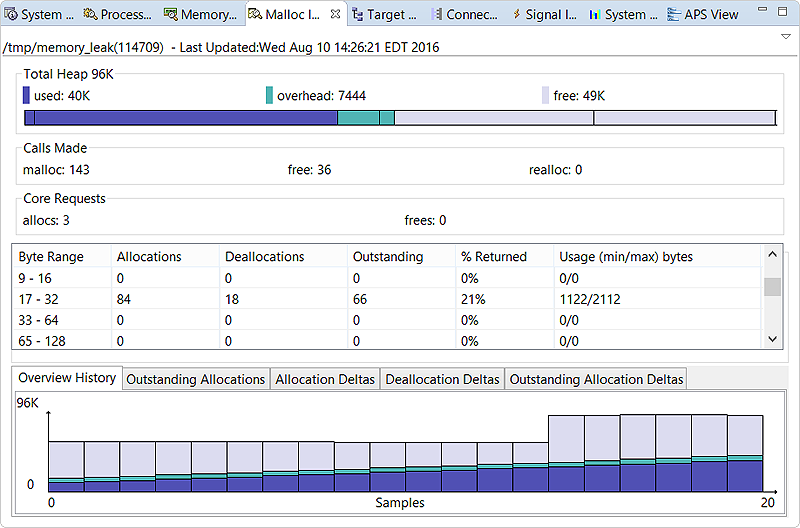 System ... Process... Memory... Malloc I... Target ... Connec... Signal I... System ... APS View
/tmp/memory_leak(114709) - Last Updated:Wed Aug 10 14:26:21 EDT 2016
Total Heap 96K
used: 40K overhead: 7444 free: 49K
Calls Made
malloc: 143 free: 36 realloc: 0
Core Requests
allocs: 3 frees: 0
Byte Range Allocations Deallocations Outstanding % Returned Usage (min/max) bytes
9 - 16 0 0 0 0% 0/0
17 - 32 84 18 66 21% 1122/2112
33 - 64 0 0 0 0% 0/0
65 - 128 0 0 0 0% 0/0
Overview History Outstanding Allocations Allocation Deltas Deallocation Deltas Outstanding Allocation Deltas
96K
0
0 Samples 20